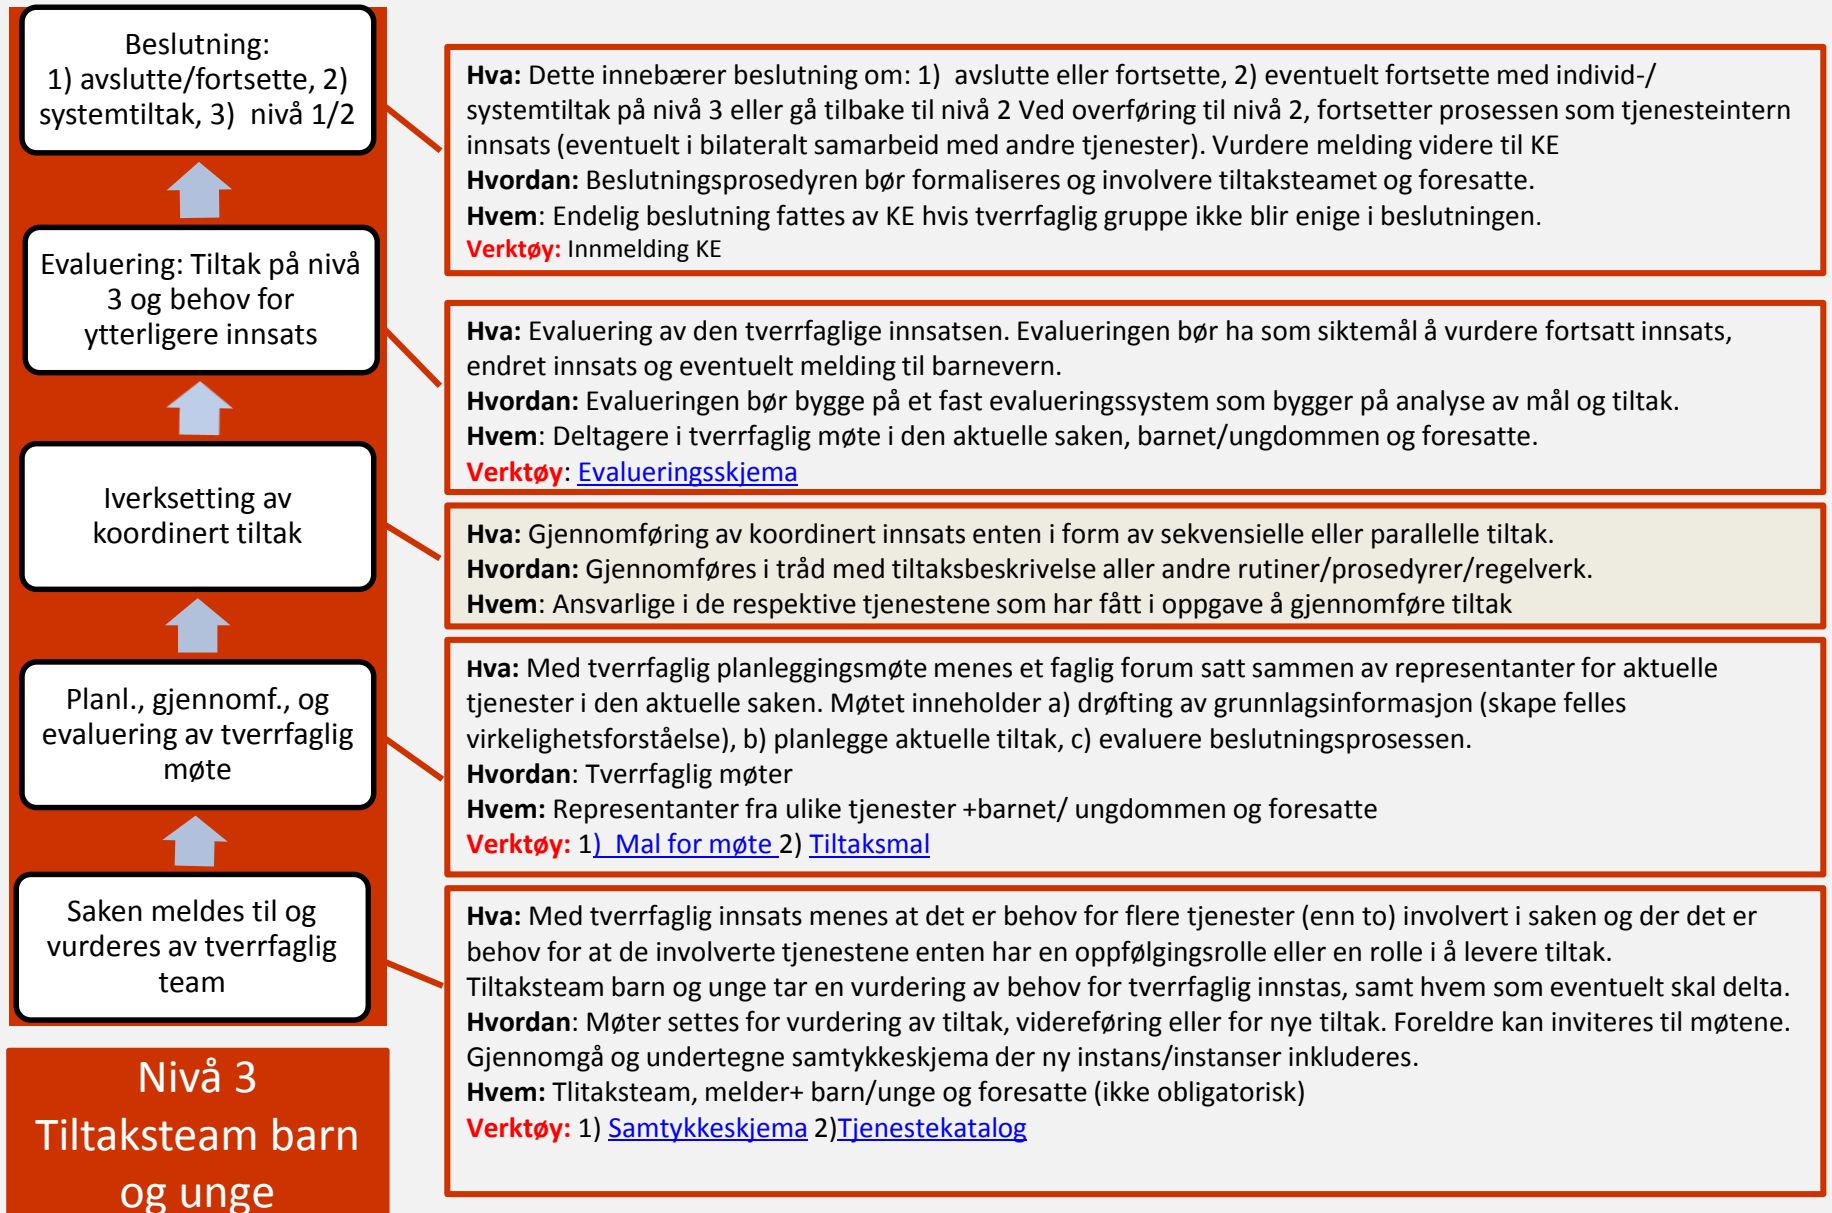 Beslutning:
1) avslutte/fortsette, 2)
systemtiltak, 3)  nivå 1/2
Hva: Dette innebærer beslutning om: 1)  avslutte eller fortsette, 2) eventuelt fortsette med individ-/
systemtiltak på nivå 3 eller gå tilbake til nivå 2 Ved overføring til nivå 2, fortsetter prosessen som tjenesteintern
innsats (eventuelt i bilateralt samarbeid med andre tjenester). Vurdere melding videre til KE
Hvordan: Beslutningsprosedyren bør formaliseres og involvere tiltaksteamet og foresatte.
Hvem: Endelig beslutning fattes av KE hvis tverrfaglig gruppe ikke blir enige i beslutningen.
Verktøy: Innmelding KE
Evaluering: Tiltak på nivå
3 og behov for
ytterligere innsats
Hva: Evaluering av den tverrfaglige innsatsen. Evalueringen bør ha som siktemål å vurdere fortsatt innsats,
endret innsats og eventuelt melding til barnevern.
Hvordan: Evalueringen bør bygge på et fast evalueringssystem som bygger på analyse av mål og tiltak.
Hvem: Deltagere i tverrfaglig møte i den aktuelle saken, barnet/ungdommen og foresatte.
Verktøy: Evalueringsskjema
Iverksetting av
koordinert tiltak
Hva: Gjennomføring av koordinert innsats enten i form av sekvensielle eller parallelle tiltak.
Hvordan: Gjennomføres i tråd med tiltaksbeskrivelse aller andre rutiner/prosedyrer/regelverk.
Hvem: Ansvarlige i de respektive tjenestene som har fått i oppgave å gjennomføre tiltak
Planl., gjennomf., og
evaluering av tverrfaglig
møte
Hva: Med tverrfaglig planleggingsmøte menes et faglig forum satt sammen av representanter for aktuelle
tjenester i den aktuelle saken. Møtet inneholder a) drøfting av grunnlagsinformasjon (skape felles
virkelighetsforståelse), b) planlegge aktuelle tiltak, c) evaluere beslutningsprosessen.
Hvordan: Tverrfaglig møter
Hvem: Representanter fra ulike tjenester +barnet/ ungdommen og foresatte
Verktøy: 1)  Mal for møte 2) Tiltaksmal
Saken meldes til og
vurderes av tverrfaglig
team
Hva: Med tverrfaglig innsats menes at det er behov for flere tjenester (enn to) involvert i saken og der det er
behov for at de involverte tjenestene enten har en oppfølgingsrolle eller en rolle i å levere tiltak.
Tiltaksteam barn og unge tar en vurdering av behov for tverrfaglig innstas, samt hvem som eventuelt skal delta.
Hvordan: Møter settes for vurdering av tiltak, videreføring eller for nye tiltak. Foreldre kan inviteres til møtene.
Gjennomgå og undertegne samtykkeskjema der ny instans/instanser inkluderes.
Hvem: Tlitaksteam, melder+ barn/unge og foresatte (ikke obligatorisk)
Verktøy: 1) Samtykkeskjema 2)Tjenestekatalog
Nivå 3
Tiltaksteam barn
og unge